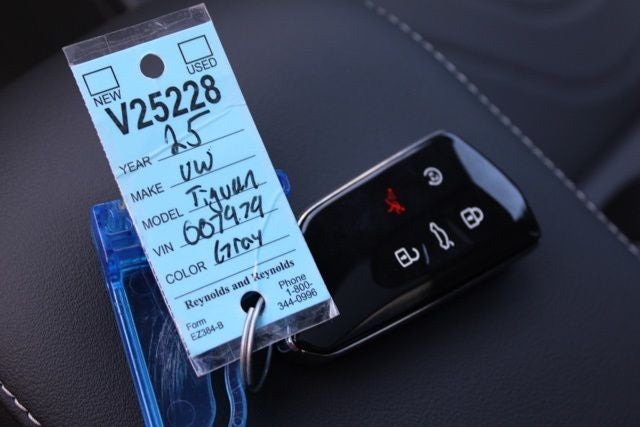 NEW USED
V25228
YEAR 25
MAKE VW
MODEL Tiguan
VIN 007474
COLOR Gray
Reynolds and Reynolds
Form
EZ384-B
Phone
1-800-
344-0996